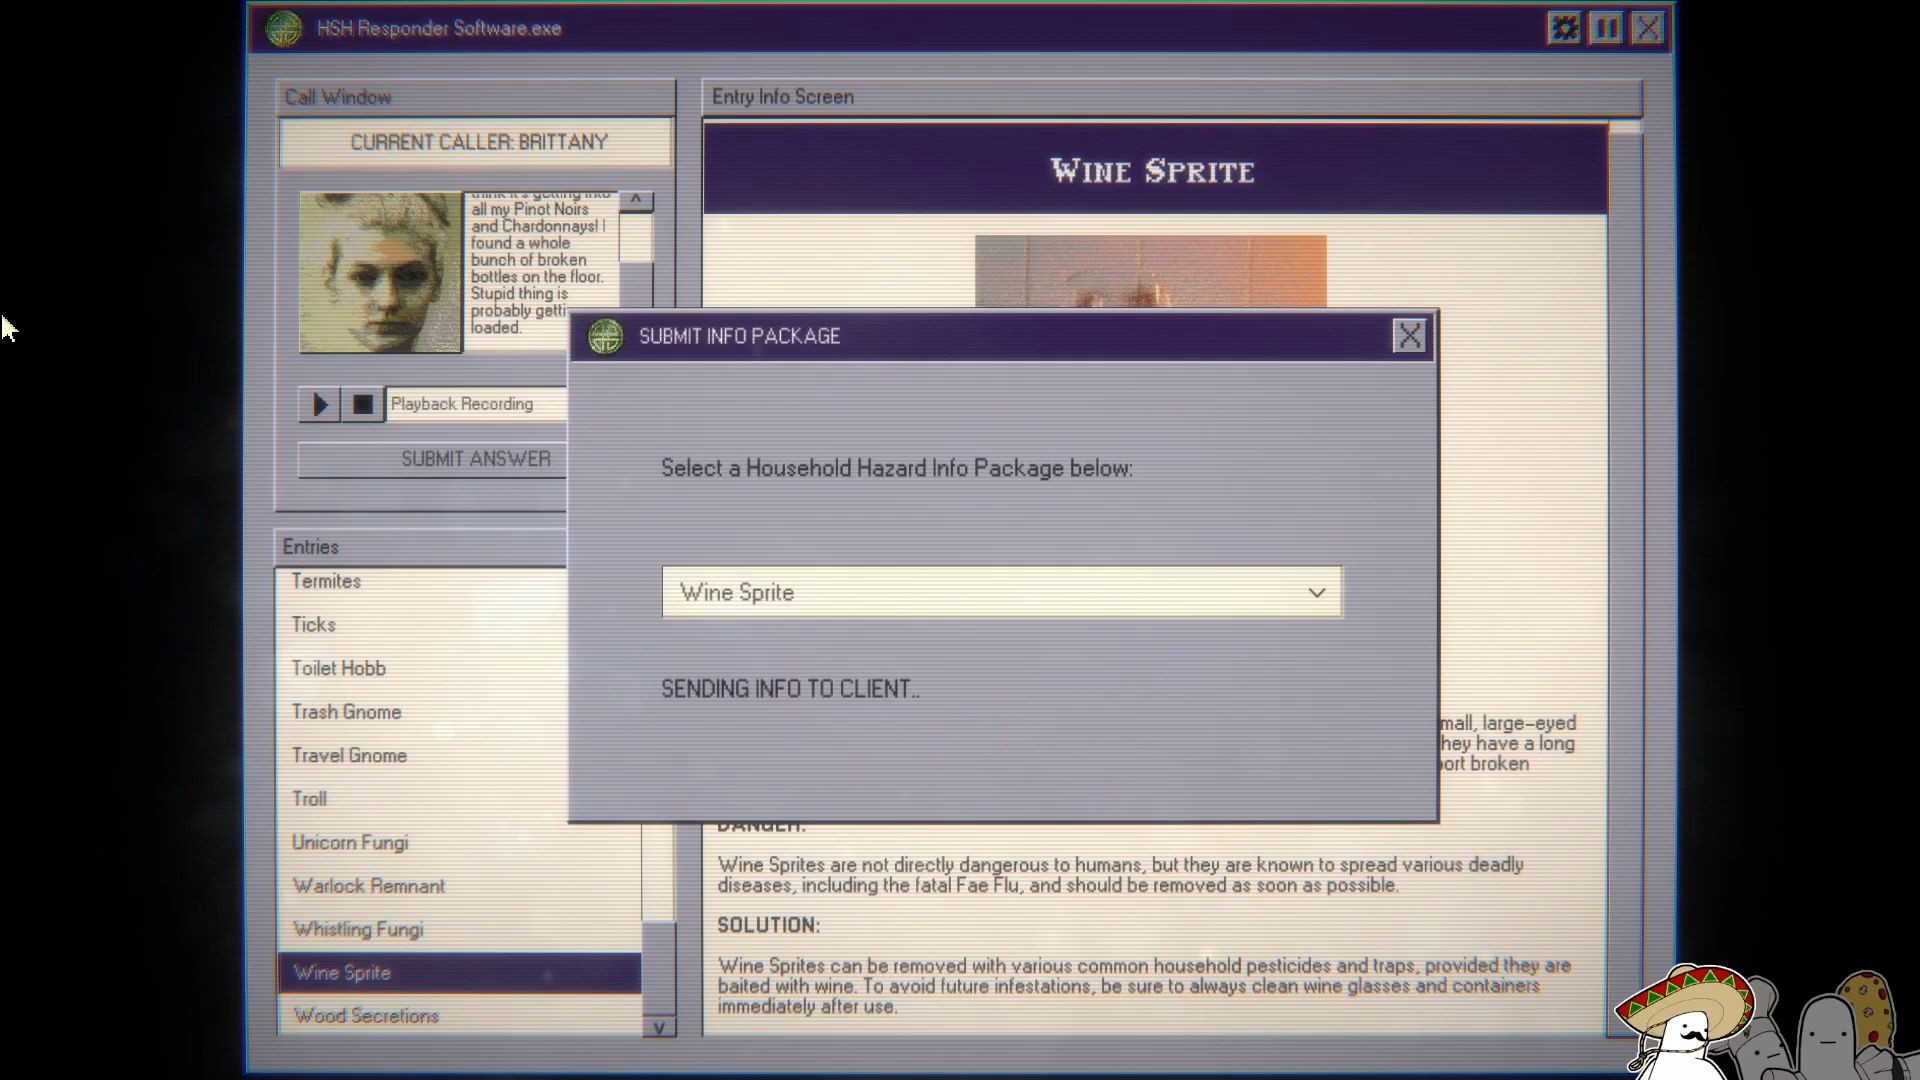 HSH Responder Software.exe
Call Window
CURRENT CALLER: BRITTANY
think it's getting into
all my Pinot Noirs
and Chardonnays! I
found a whole
bunch of broken
bottles on the floor.
Stupid thing is
probably getti
loaded.
Playback Recording
SUBMIT ANSWER
Entries
Termites
Ticks
Toilet Hobb
Trash Gnome
Travel Gnome
Troll
Unicorn Fungi
Warlock Remnant
Whistling Fungi
Wine Sprite
Wood Secretions
Entry Info Screen
WINE SPRITE
SUBMIT INFO PACKAGE
Select a Household Hazard Info Package below:
Wine Sprite
SENDING INFO TO CLIENT..
mall, large-eyed
hey have a long
ort broken
DANGER:
Wine Sprites are not directly dangerous to humans, but they are known to spread various deadly
diseases, including the fatal Fae Flu, and should be removed as soon as possible.
SOLUTION:
Wine Sprites can be removed with various common household pesticides and traps, provided they are
baited with wine. To avoid future infestations, be sure to always clean wine glasses and containers
immediately after use.